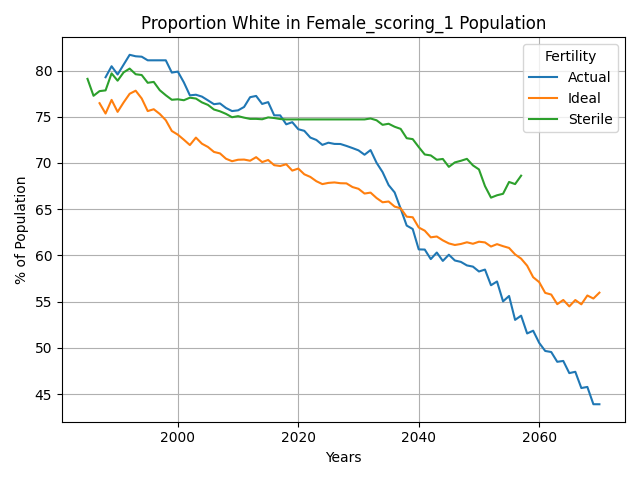 Proportion White in Female_scoring_1 Population
Fertility
Actual
Ideal
Sterile
% of Population
80
75
70
65
60
55
50
45
2000
2020
2040
2060
Years